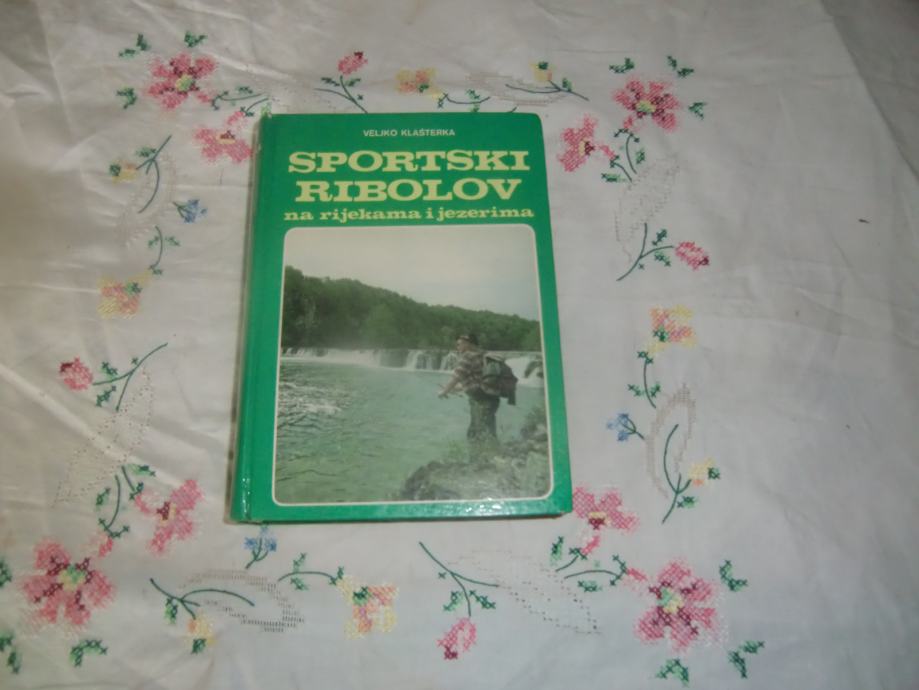 VELJKO KLAŠTERKA
SPORTSKI
RIBOLOV
na rijekama i jezerima